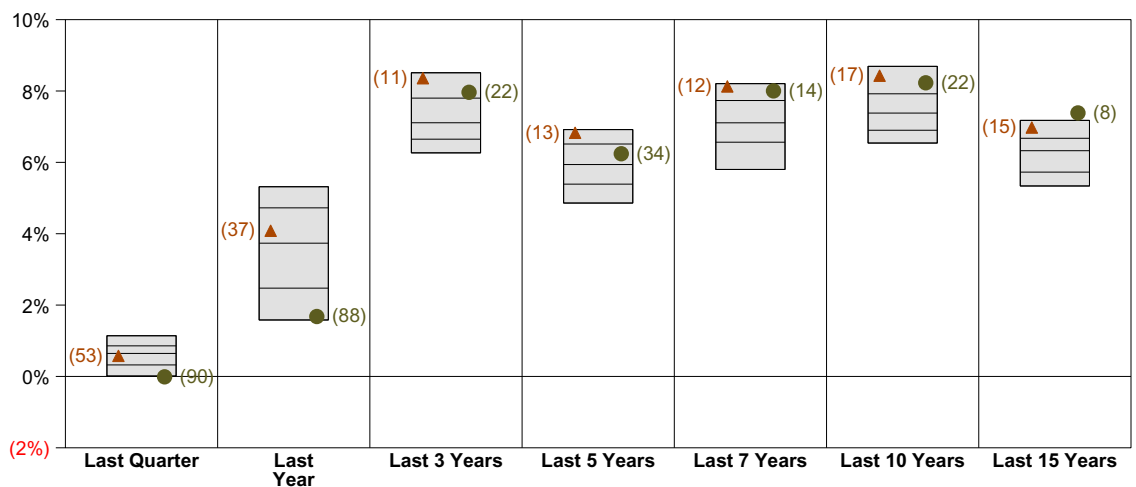 10%
8%
6%
4%
2%
0%
(2%)
(53)
(90)
(37)
(88)
(11)
(22)
(13)
(34)
(12)
(14)
(17)
(22)
(15)
(8)
Last Quarter
Last
Year
Last 3 Years
Last 5 Years
Last 7 Years
Last 10 Years
Last 15 Years